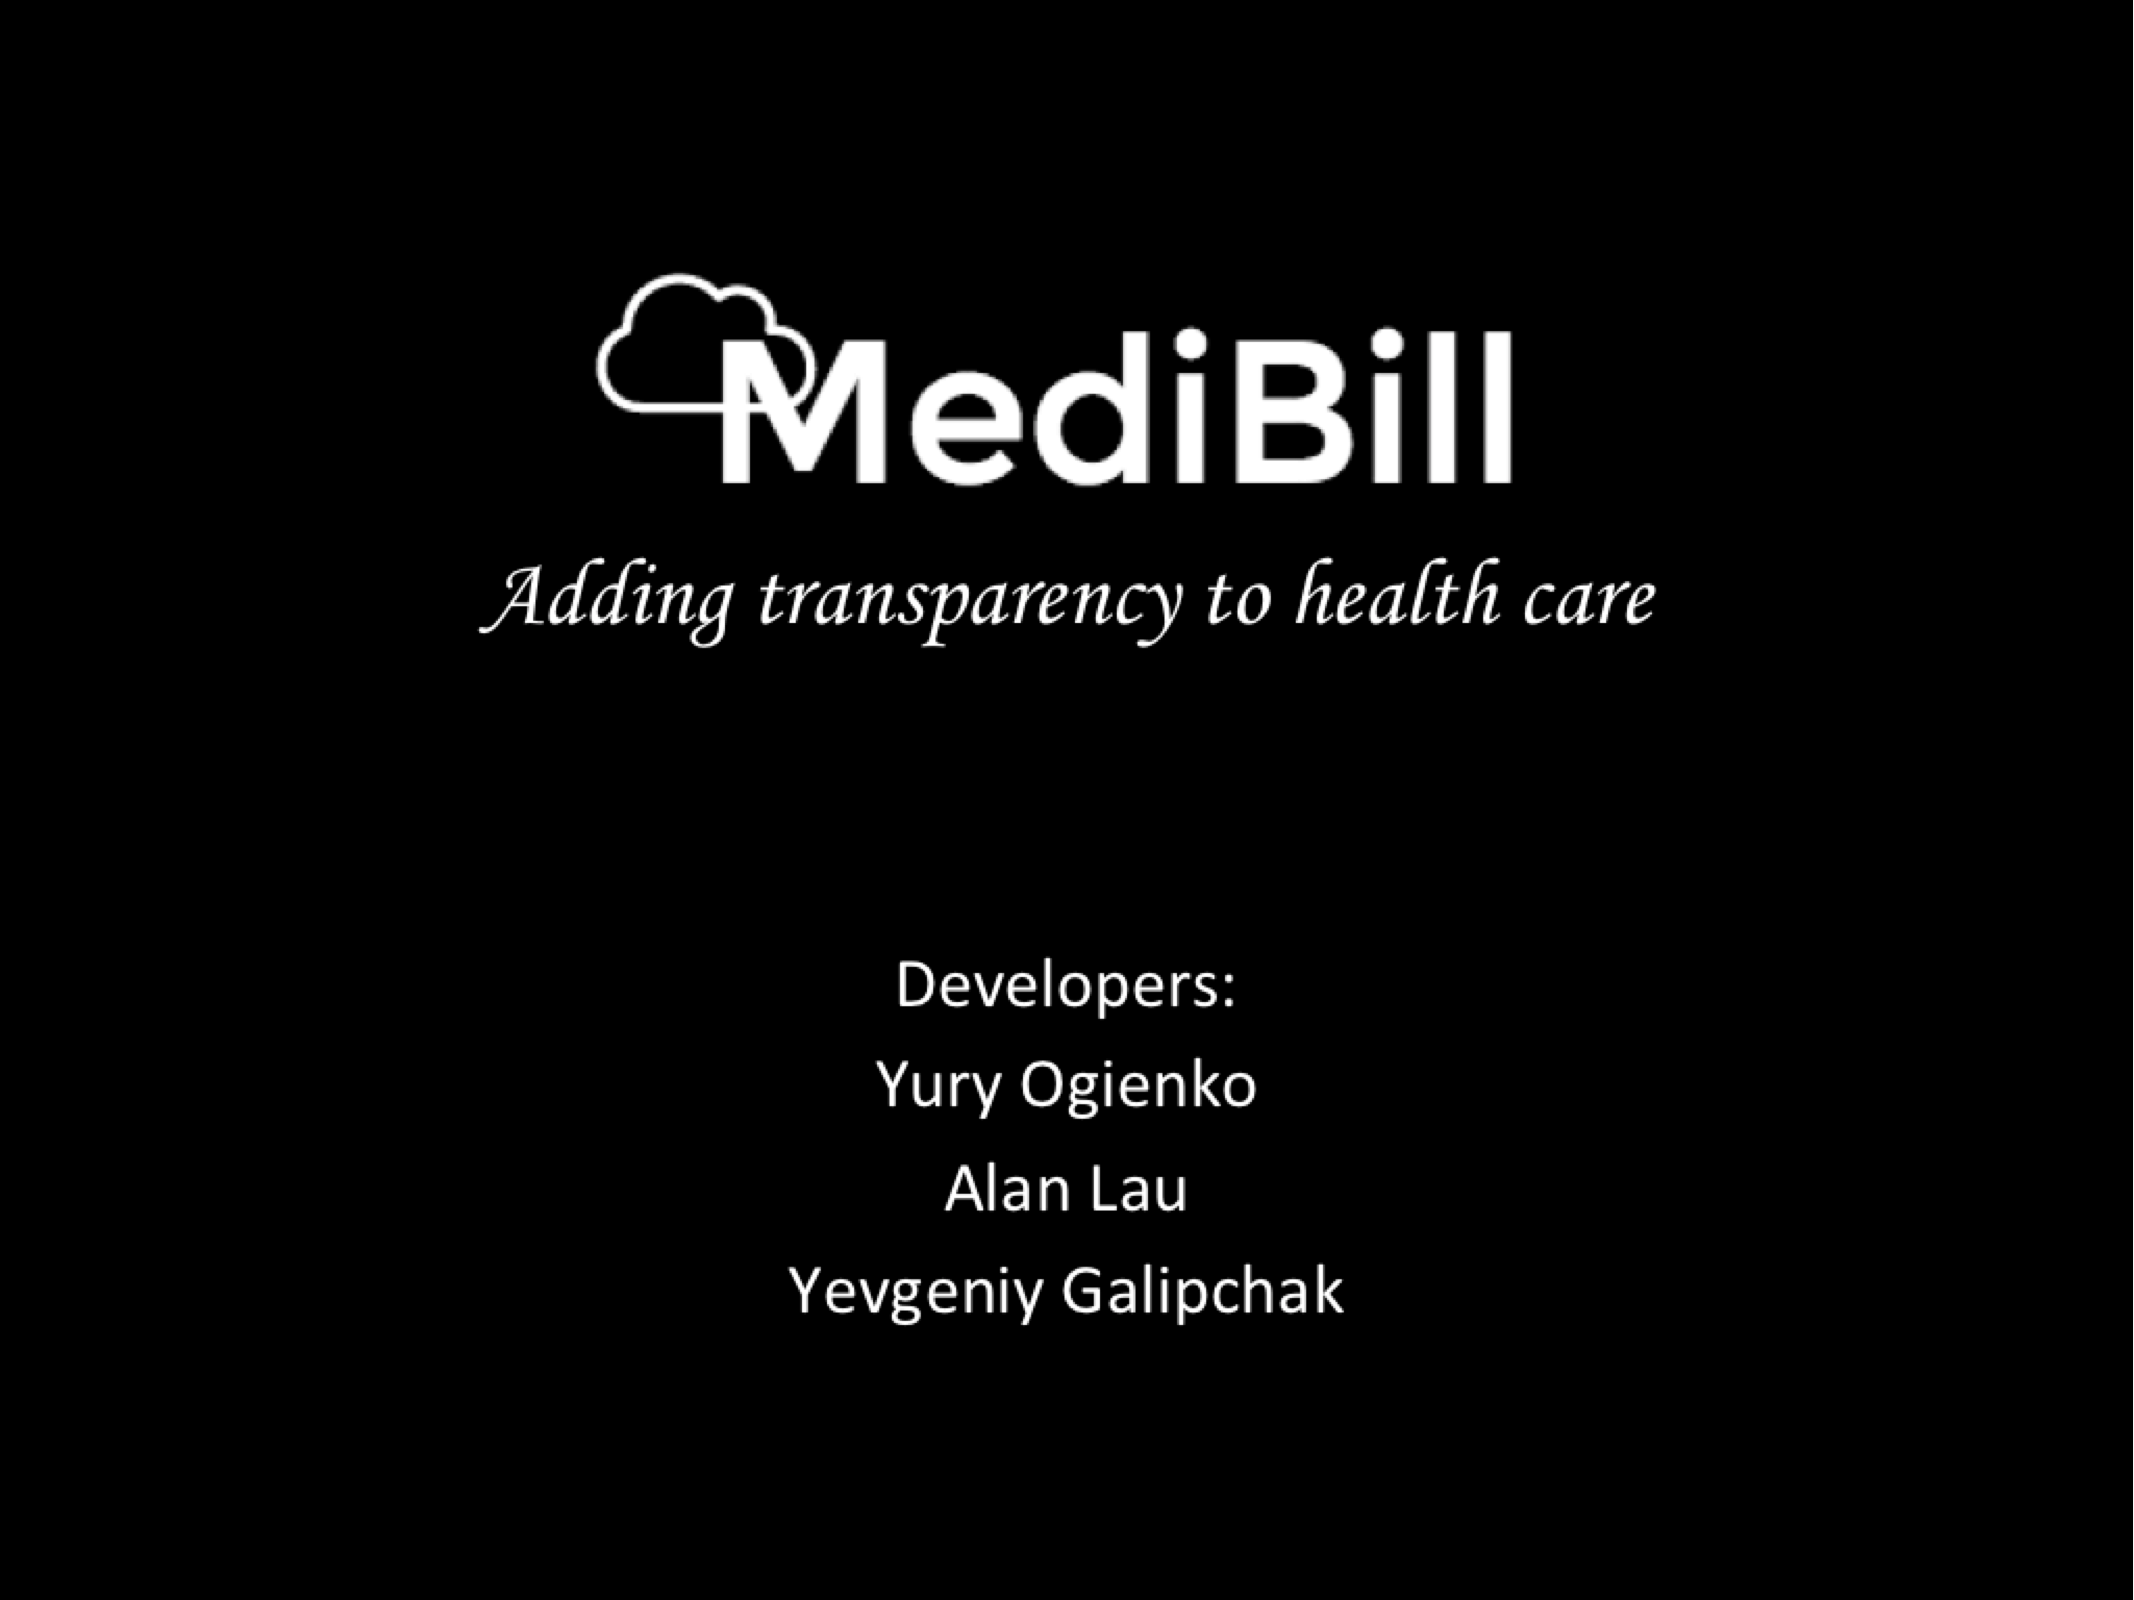 MediBill
Adding transparency to health care
Developers:
Yury Ogienko
Alan Lau
Yevgeniy Galipchak